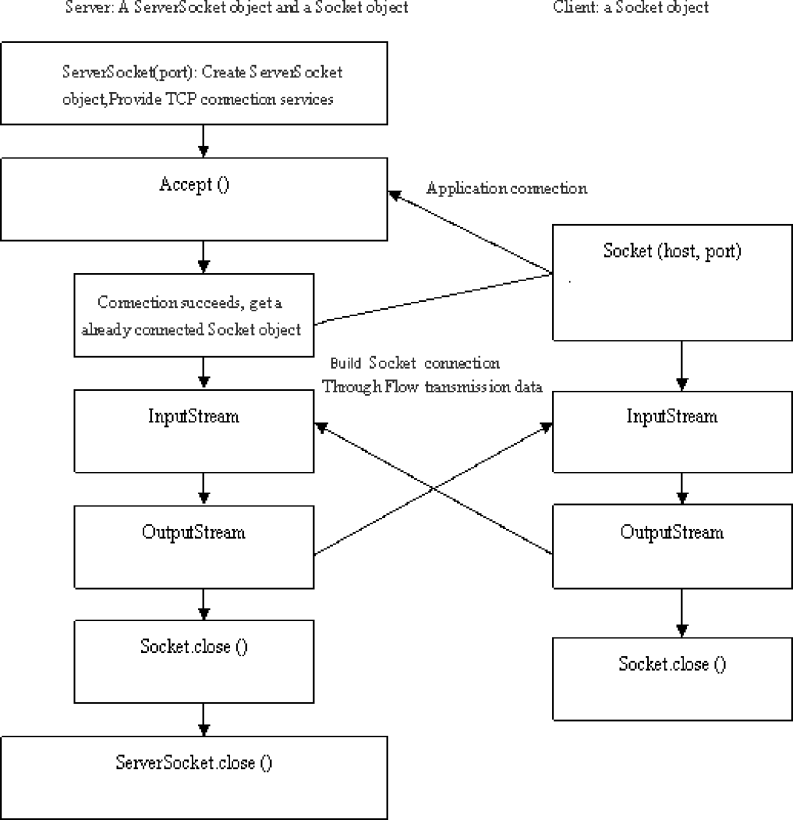 Server: A ServerSocket object and a Socket object
Client: a Socket object
ServerSocket(port): Create ServerSocket
object,Provide TCP connection services
Accept ()
Application connection
Socket (host, port)
Connection succeeds, get a
already connected Socket object
Build Socket connection
Through Flow transmission data
InputStream
InputStream
OutputStream
OutputStream
Socket.close ()
Socket.close ()
ServerSocket.close ()